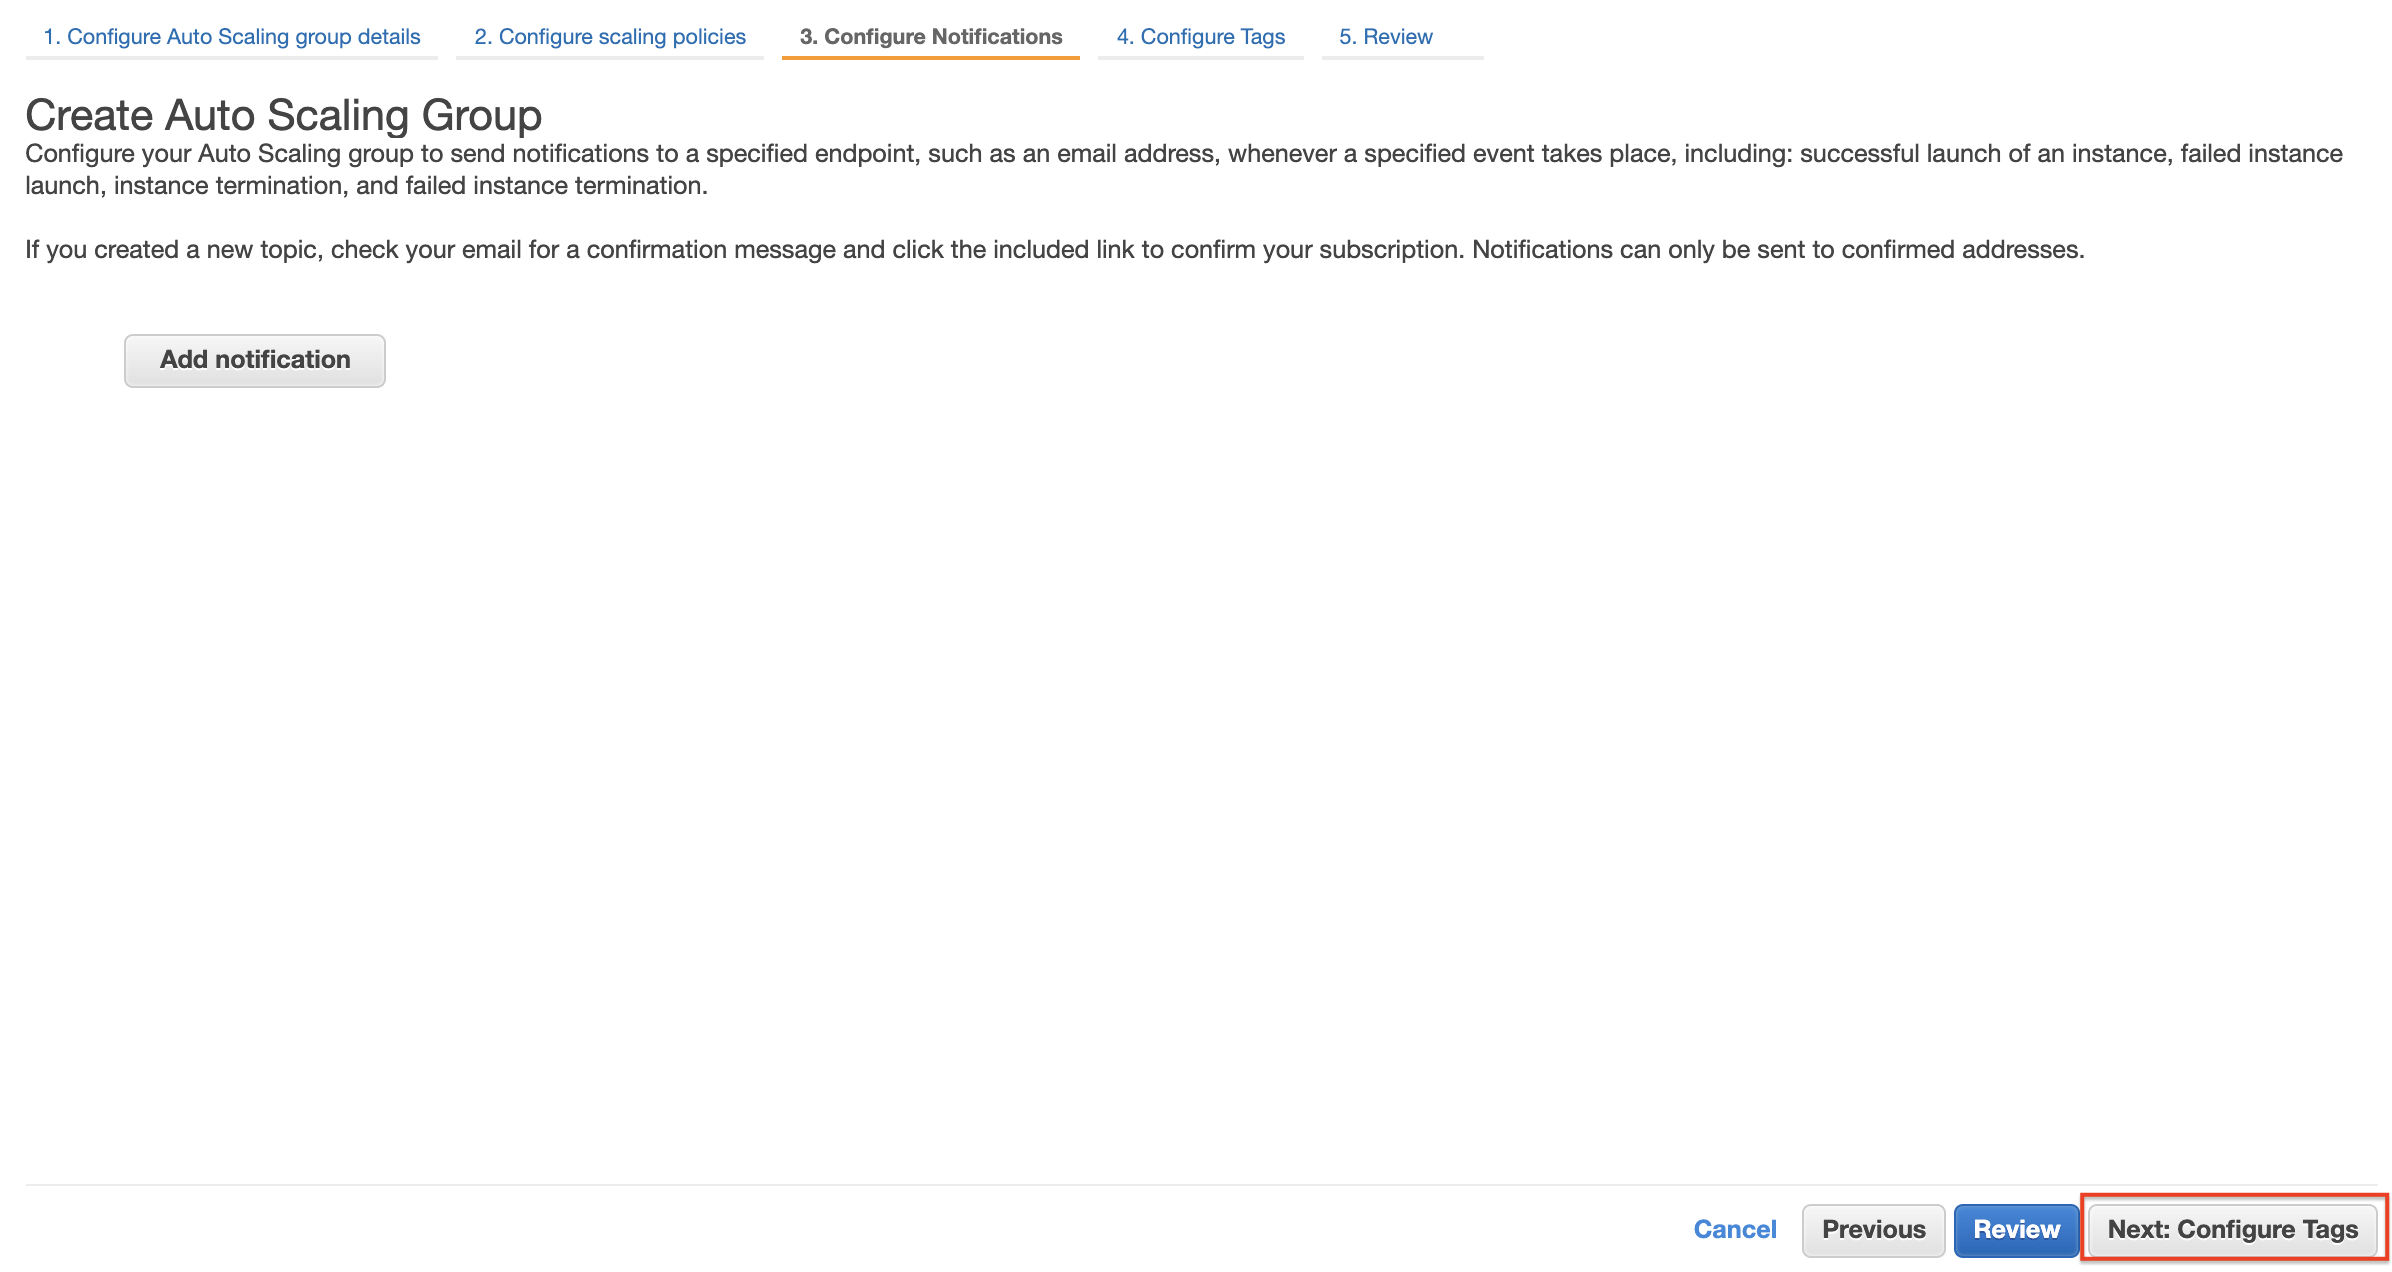 1. Configure Auto Scaling group details 2. Configure scaling policies 3. Configure Notifications 4. Configure Tags 5. Review
Create Auto Scaling Group
Configure your Auto Scaling group to send notifications to a specified endpoint, such as an email address, whenever a specified event takes place, including: successful launch of an instance, failed instance
launch, instance termination, and failed instance termination.
If you created a new topic, check your email for a confirmation message and click the included link to confirm your subscription. Notifications can only be sent to confirmed addresses.
Add notification
Cancel Previous Review Next: Configure Tags